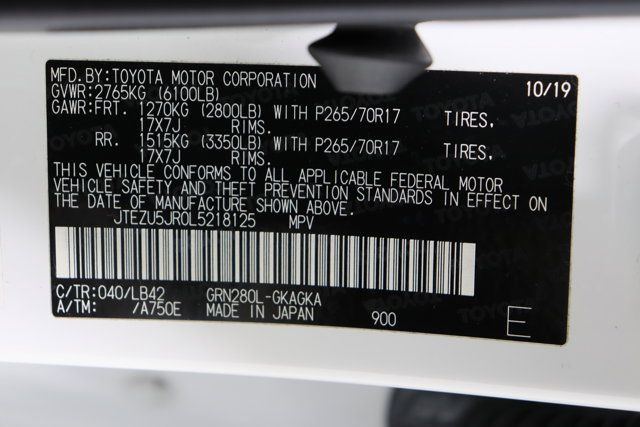 MFD.BY:TOYOTA MOTOR CORPORATION 10/19
GVWR:2765KG (6100LB)
GAWR:FRT. 1270KG (2800LB) WITH P265/70R17 TIRES,
17X7J RIMS.
RR. 1515KG (3350LB) WITH P265/70R17 TIRES,
17X7J RIMS.
THIS VEHICLE CONFORMS TO ALL APPLICABLE FEDERAL MOTOR
VEHICLE SAFETY AND THEFT PREVENTION STANDARDS IN EFFECT ON
THE DATE OF MANUFACTURE SHOWN ABOVE.
JTEZU5JR0L5218125 MPV
C/TR:040/LB42 GRN280L-GKAGKA
A/TM: /A750E MADE IN JAPAN 900 E